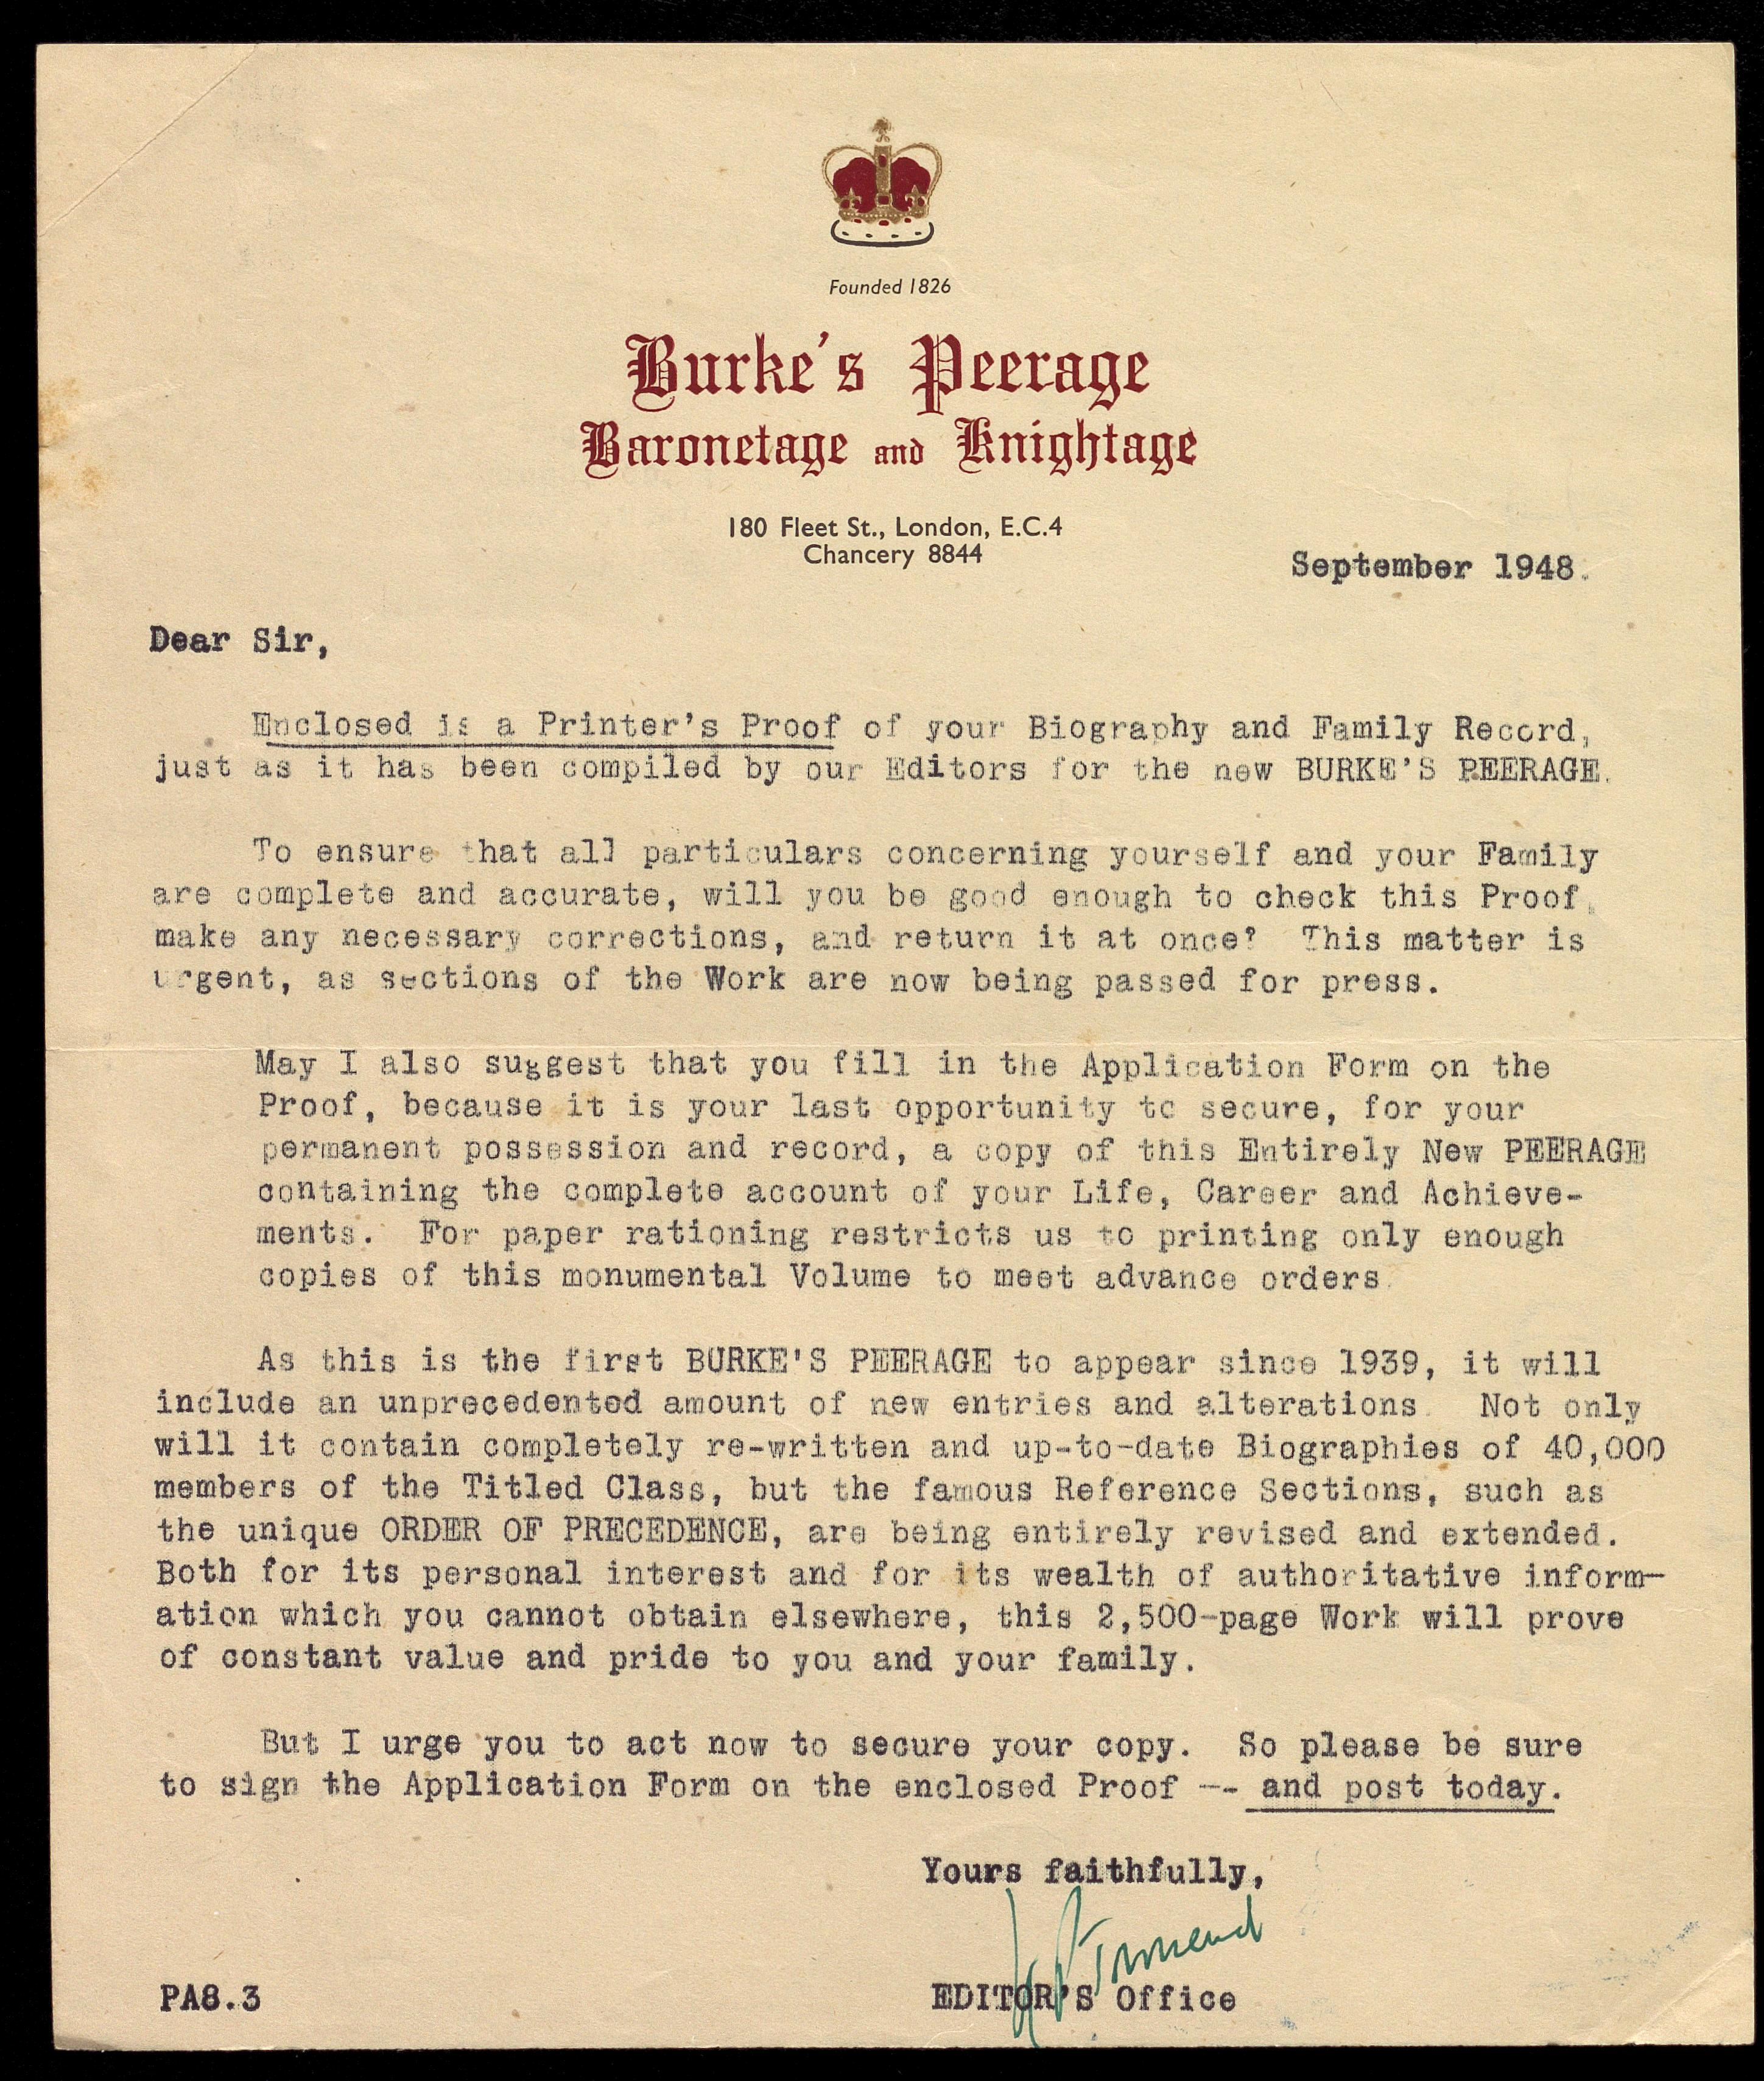 Founded 1826
Burke's Peerage
Baronetage and Knightage
180 Fleet St., London, E.C.4
Chancery 8844
September 1948.
Dear Sir,
Enclosed is a Printer's Proof of your Biography and Family Record,
just as it has been compiled by our Editors for the new BURKE'S PEERAGE.
To ensure that all particulars concerning yourself and your Family
are complete and accurate, will you be good enough to check this Proof,
make any necessary corrections, and return it at once? This matter is
urgent, as sections of the Work are now being passed for press.
May I also suggest that you fill in the Application Form on the
Proof, because it is your last opportunity to secure, for your
permanent possession and record, a copy of this Entirely New PEERAGE
containing the complete account of your Life, Career and Achieve-
ments. For paper rationing restricts us to printing only enough
copies of this monumental Volume to meet advance orders.
As this is the first BURKE'S PEERAGE to appear since 1939, it will
include an unprecedented amount of new entries and alterations. Not only
will it contain completely re-written and up-to-date Biographies of 40,000
members of the Titled Class, but the famous Reference Sections, such as
the unique ORDER OF PRECEDENCE, are being entirely revised and extended.
Both for its personal interest and for its wealth of authoritative inform-
ation which you cannot obtain elsewhere, this 2,500-page Work will prove
of constant value and pride to you and your family.
But I urge you to act now to secure your copy. So please be sure
to sign the Application Form on the enclosed Proof -- and post today.
Yours faithfully,
PA8.3
EDITOR'S Office